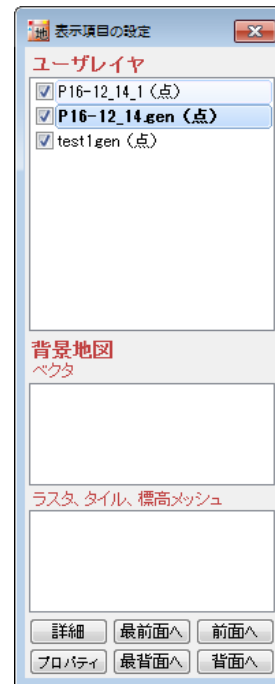 表示項目の設定
ユーザレイヤ
P16-12_14_1 (点)
P16-12_14.gen (点)
test1.gen (点)
背景地図
ベクタ
ラスタ、タイル、標高メッシュ
詳細 最前面へ 前面へ
プロパティ 最背面へ 背面へ